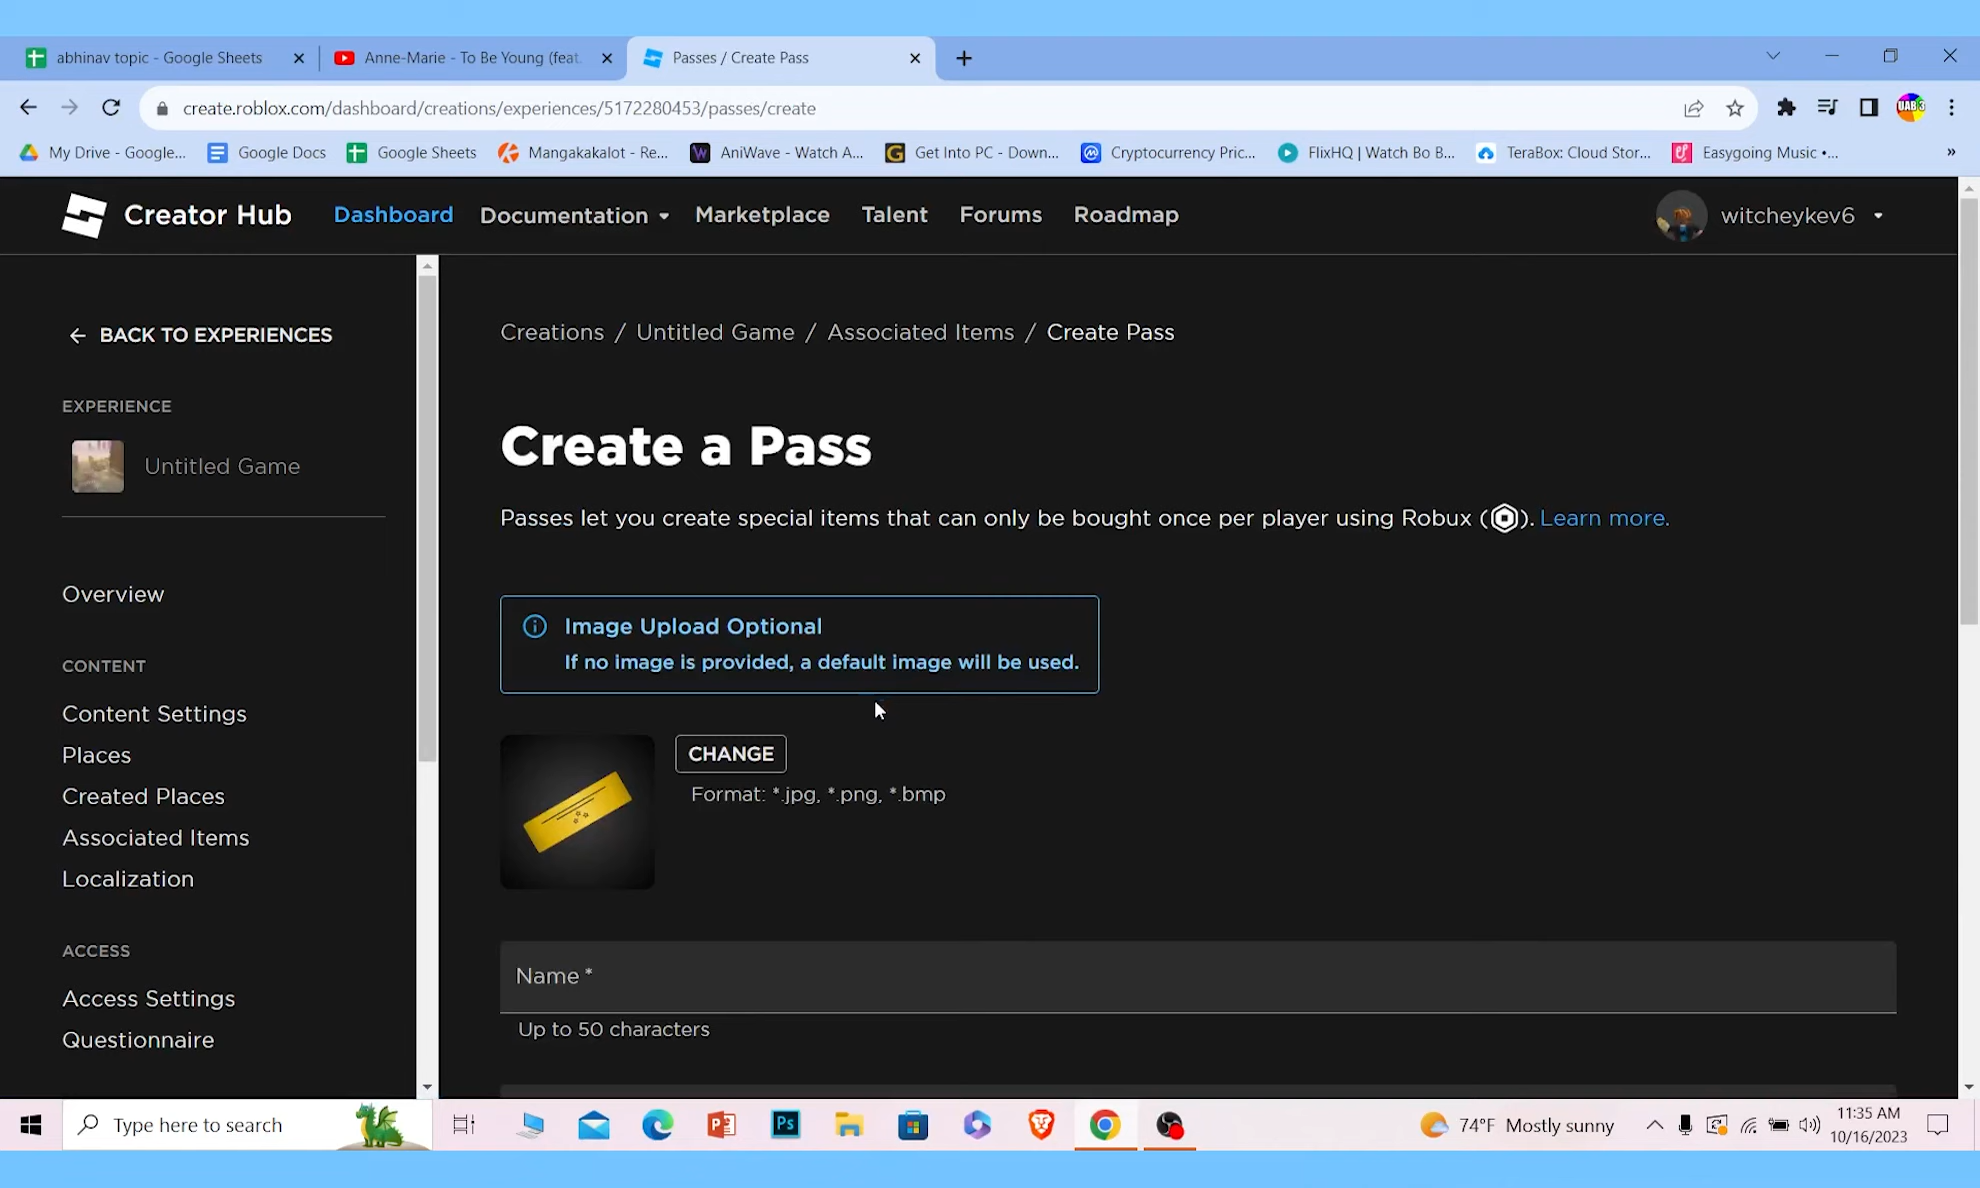 abhinav topic - Google Sheets
Anne-Marie - To Be Young (feat.
Passes / Create Pass
create.roblox.com/dashboard/creations/experiences/5172280453/passes/create
UAB 3
My Drive - Google...
Google Docs
Google Sheets
Mangakakalot - Re...
AniWave - Watch A...
Get Into PC - Down...
Cryptocurrency Pric...
FlixHQ | Watch Bo B...
TeraBox: Cloud Stor...
Easygoing Music •...
»
Creator Hub
Dashboard
Documentation
Marketplace
Talent
Forums
Roadmap
witcheykev6
BACK TO EXPERIENCES
EXPERIENCE
Untitled Game
Overview
CONTENT
Content Settings
Places
Created Places
Associated Items
Localization
ACCESS
Access Settings
Questionnaire
Creations / Untitled Game / Associated Items / Create Pass
Create a Pass
Passes let you create special items that can only be bought once per player using Robux ( ). Learn more.
Image Upload Optional
If no image is provided, a default image will be used.
CHANGE
Format: *.jpg, *.png, *.bmp
Name *
Up to 50 characters
Type here to search
Ps
74°F Mostly sunny
11:35 AM
10/16/2023